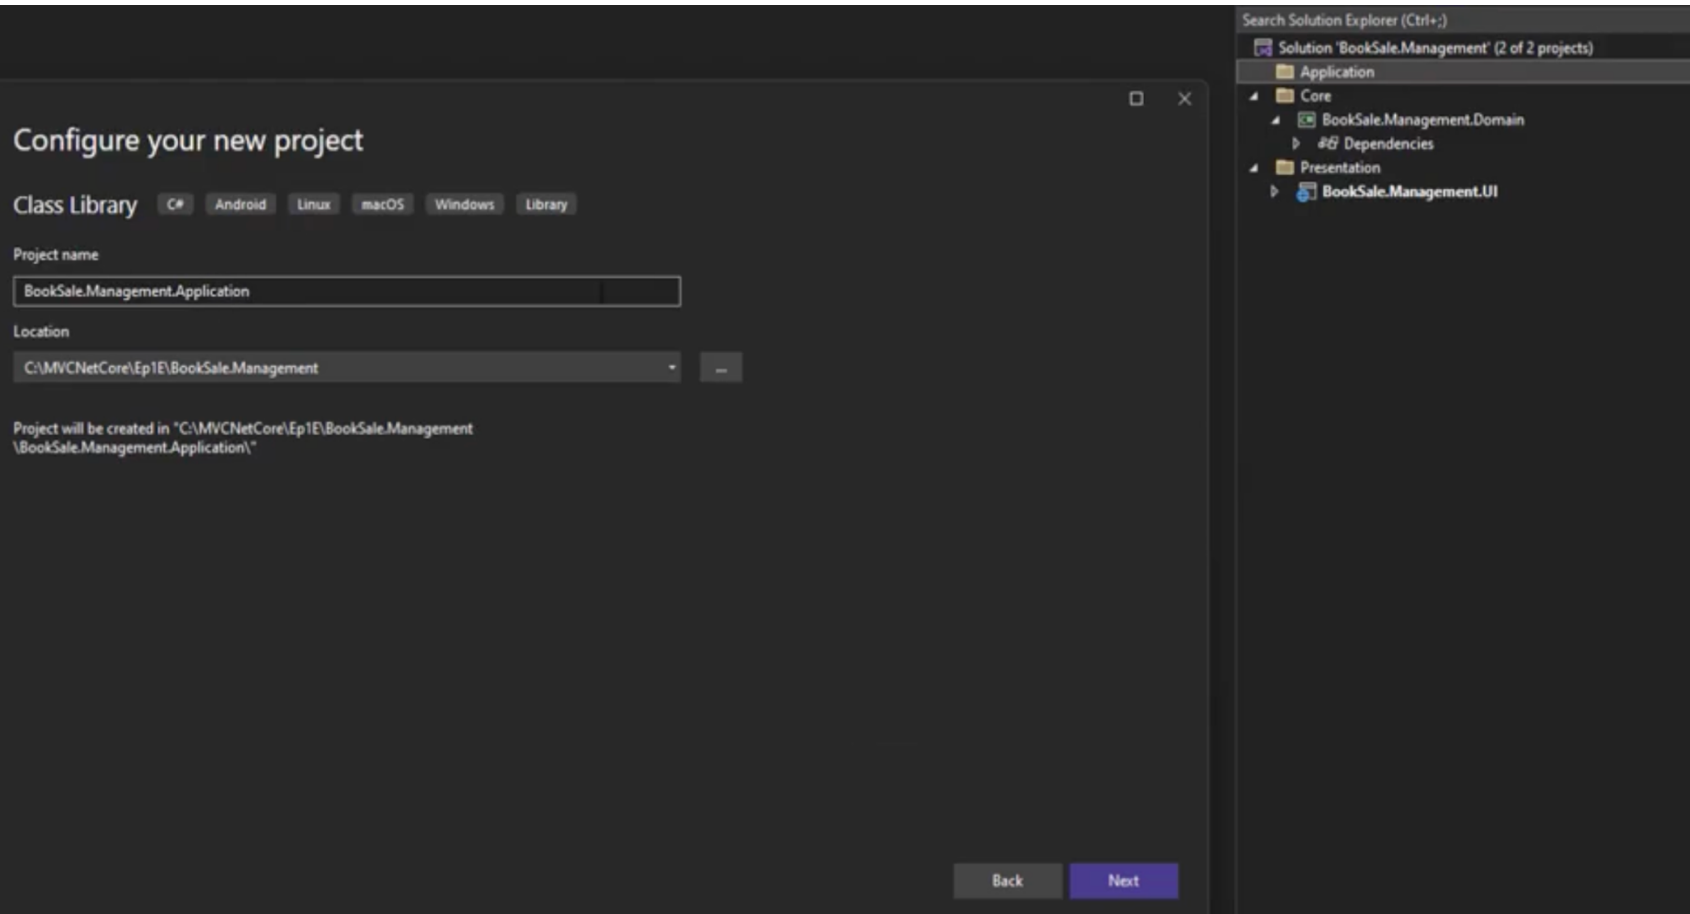 Search Solution Explorer (Ctrl+;)
Solution 'BookSale.Management' (2 of 2 projects)
Application
Core
BookSale.Management.Domain
Dependencies
Presentation
BookSale.Management.UI
Configure your new project
Class Library C# Android Linux macOS Windows Library
Project name
BookSale.Management.Application
Location
C:\MVCNetCore\Ep1E\BookSale.Management
...
Project will be created in "C:\MVCNetCore\Ep1E\BookSale.Management
\BookSale.Management.Application\"
Back Next